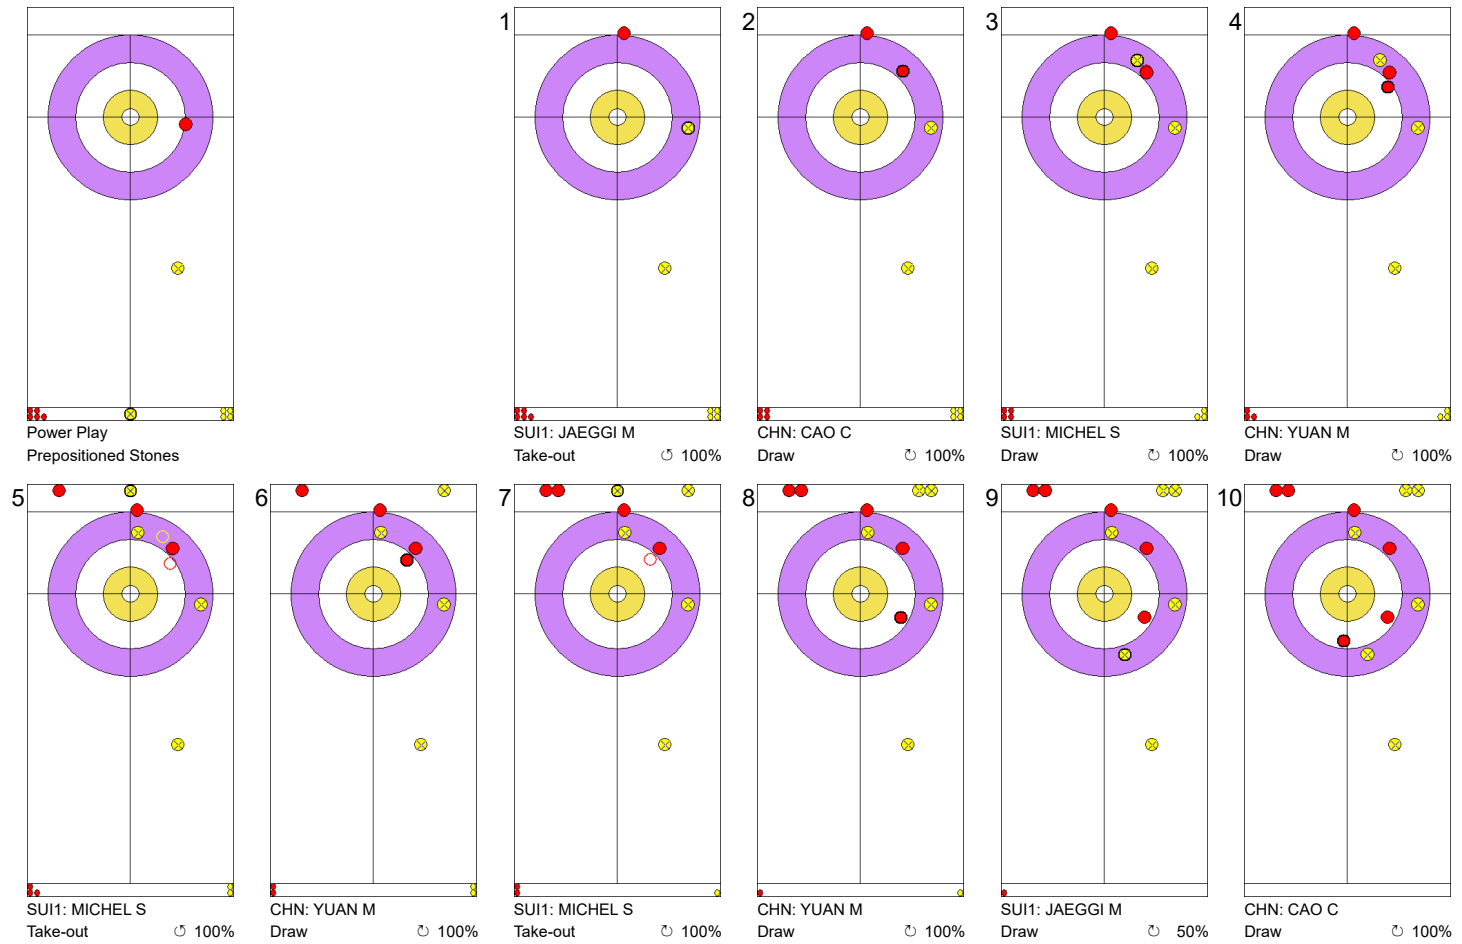 Power Play
Prepositioned Stones
1
SUI1: JAEGGI M
Take-out ↺ 100%
2
CHN: CAO C
Draw ↻ 100%
3
SUI1: MICHEL S
Draw ↻ 100%
4
CHN: YUAN M
Draw ↻ 100%
5
SUI1: MICHEL S
Take-out ↺ 100%
6
CHN: YUAN M
Draw ↻ 100%
7
SUI1: MICHEL S
Take-out ↻ 100%
8
CHN: YUAN M
Draw ↻ 100%
9
SUI1: JAEGGI M
Draw ↻ 50%
10
CHN: CAO C
Draw ↻ 100%